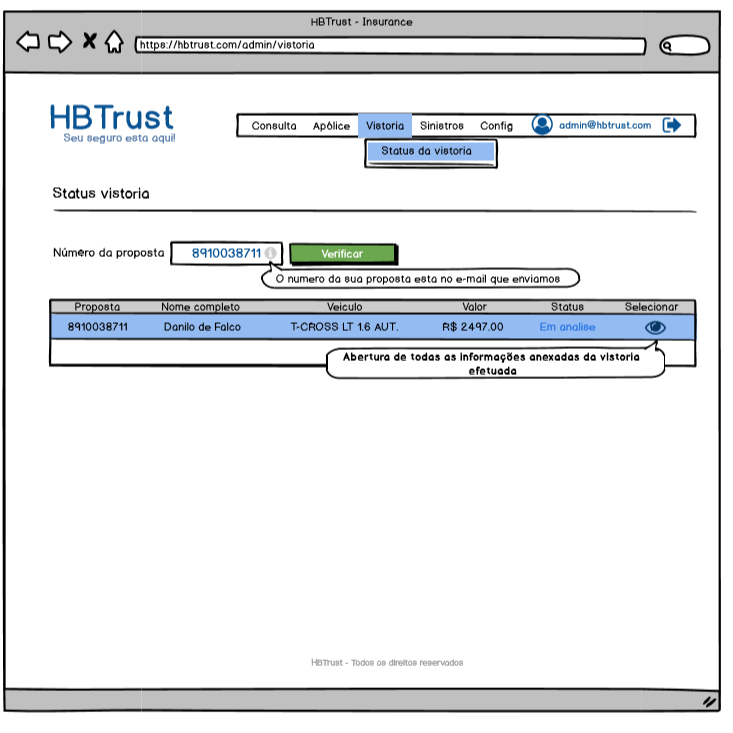 HBTrust - Insurance
https://hbtrust.com/admin/vistoria
HBTrust
Seu seguro esta aqui!
Consulta Apólice Vistoria Sinistros Config admin@hbtrust.com
Status da vistoria
Status vistoria
Número da proposta 8910038711 Verificar
O numero da sua proposta esta no e-mail que enviamos
Proposta Nome completo Veiculo Valor Status Selecionar
8910038711 Danilo de Falco T-CROSS LT 1.6 AUT. R$ 2.497.00 Em analise
Abertura de todas as informações anexadas da vistoria
efetuada
HBTrust - Todos os direitos reservados